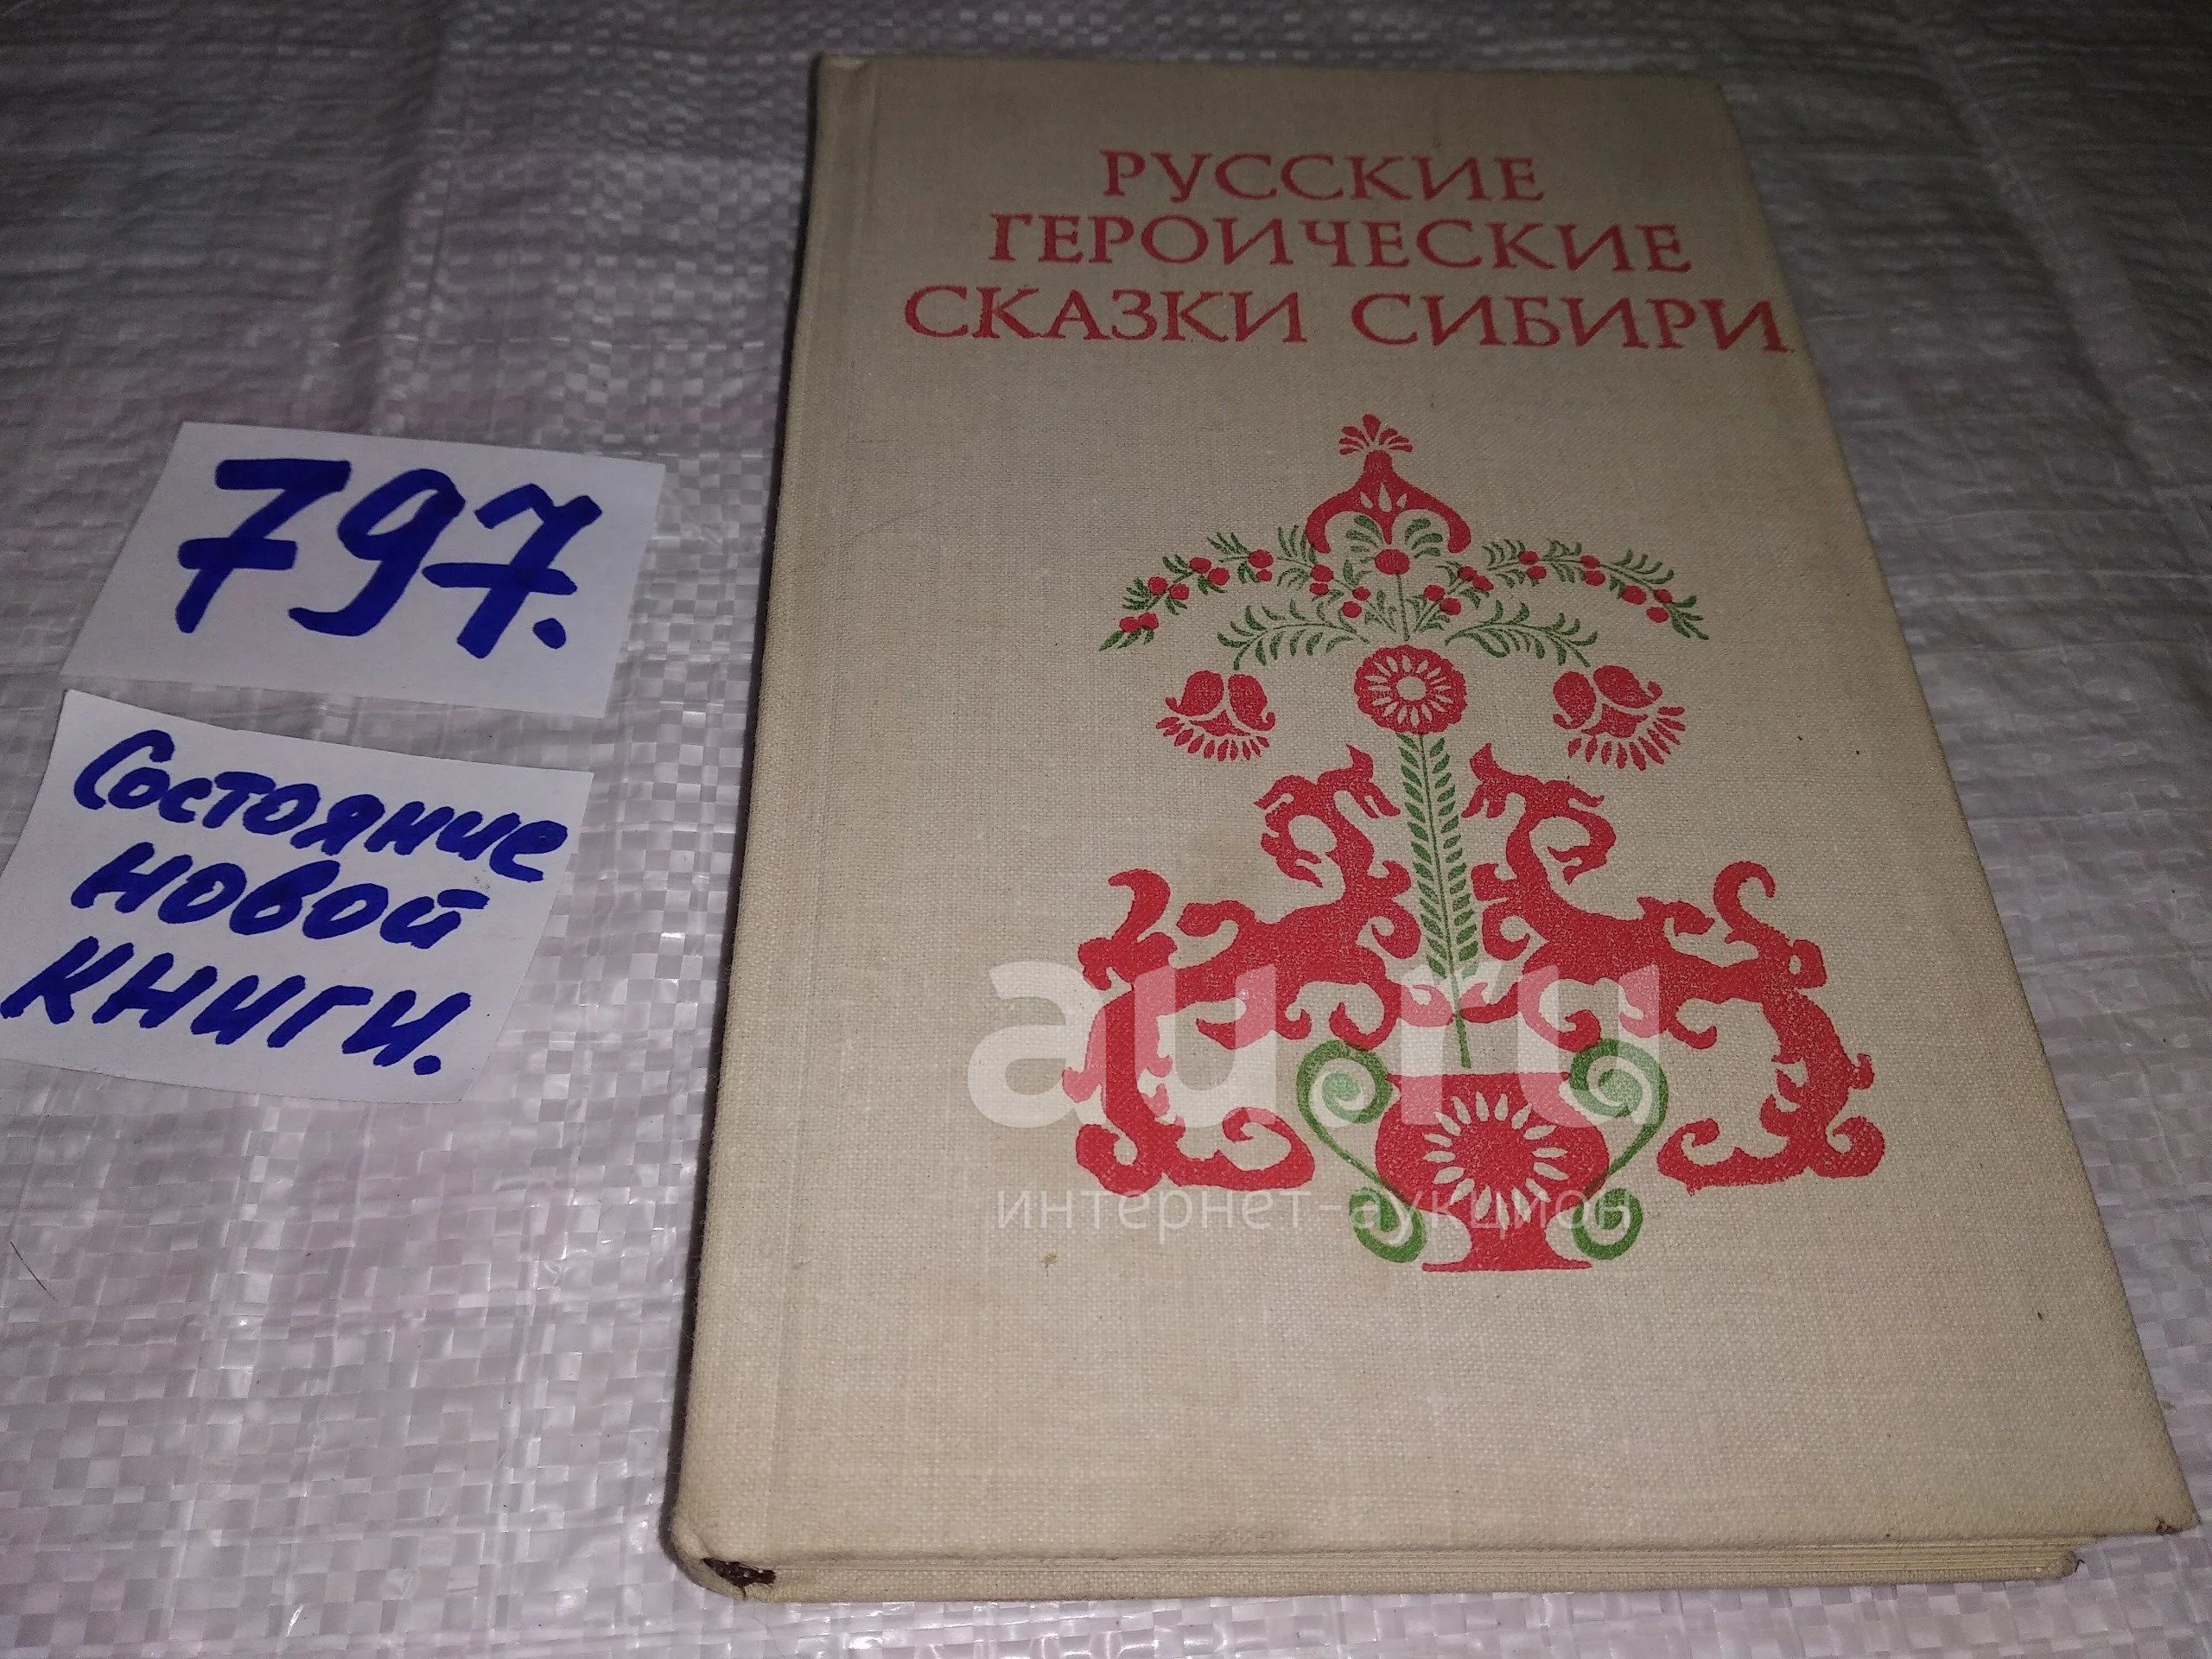 РУССКИЕ
ГЕРОИЧЕСКИЕ
СКАЗКИ СИБИРИ
797.
Состояние
новой
книги.
au.ru
интернет-аукцион